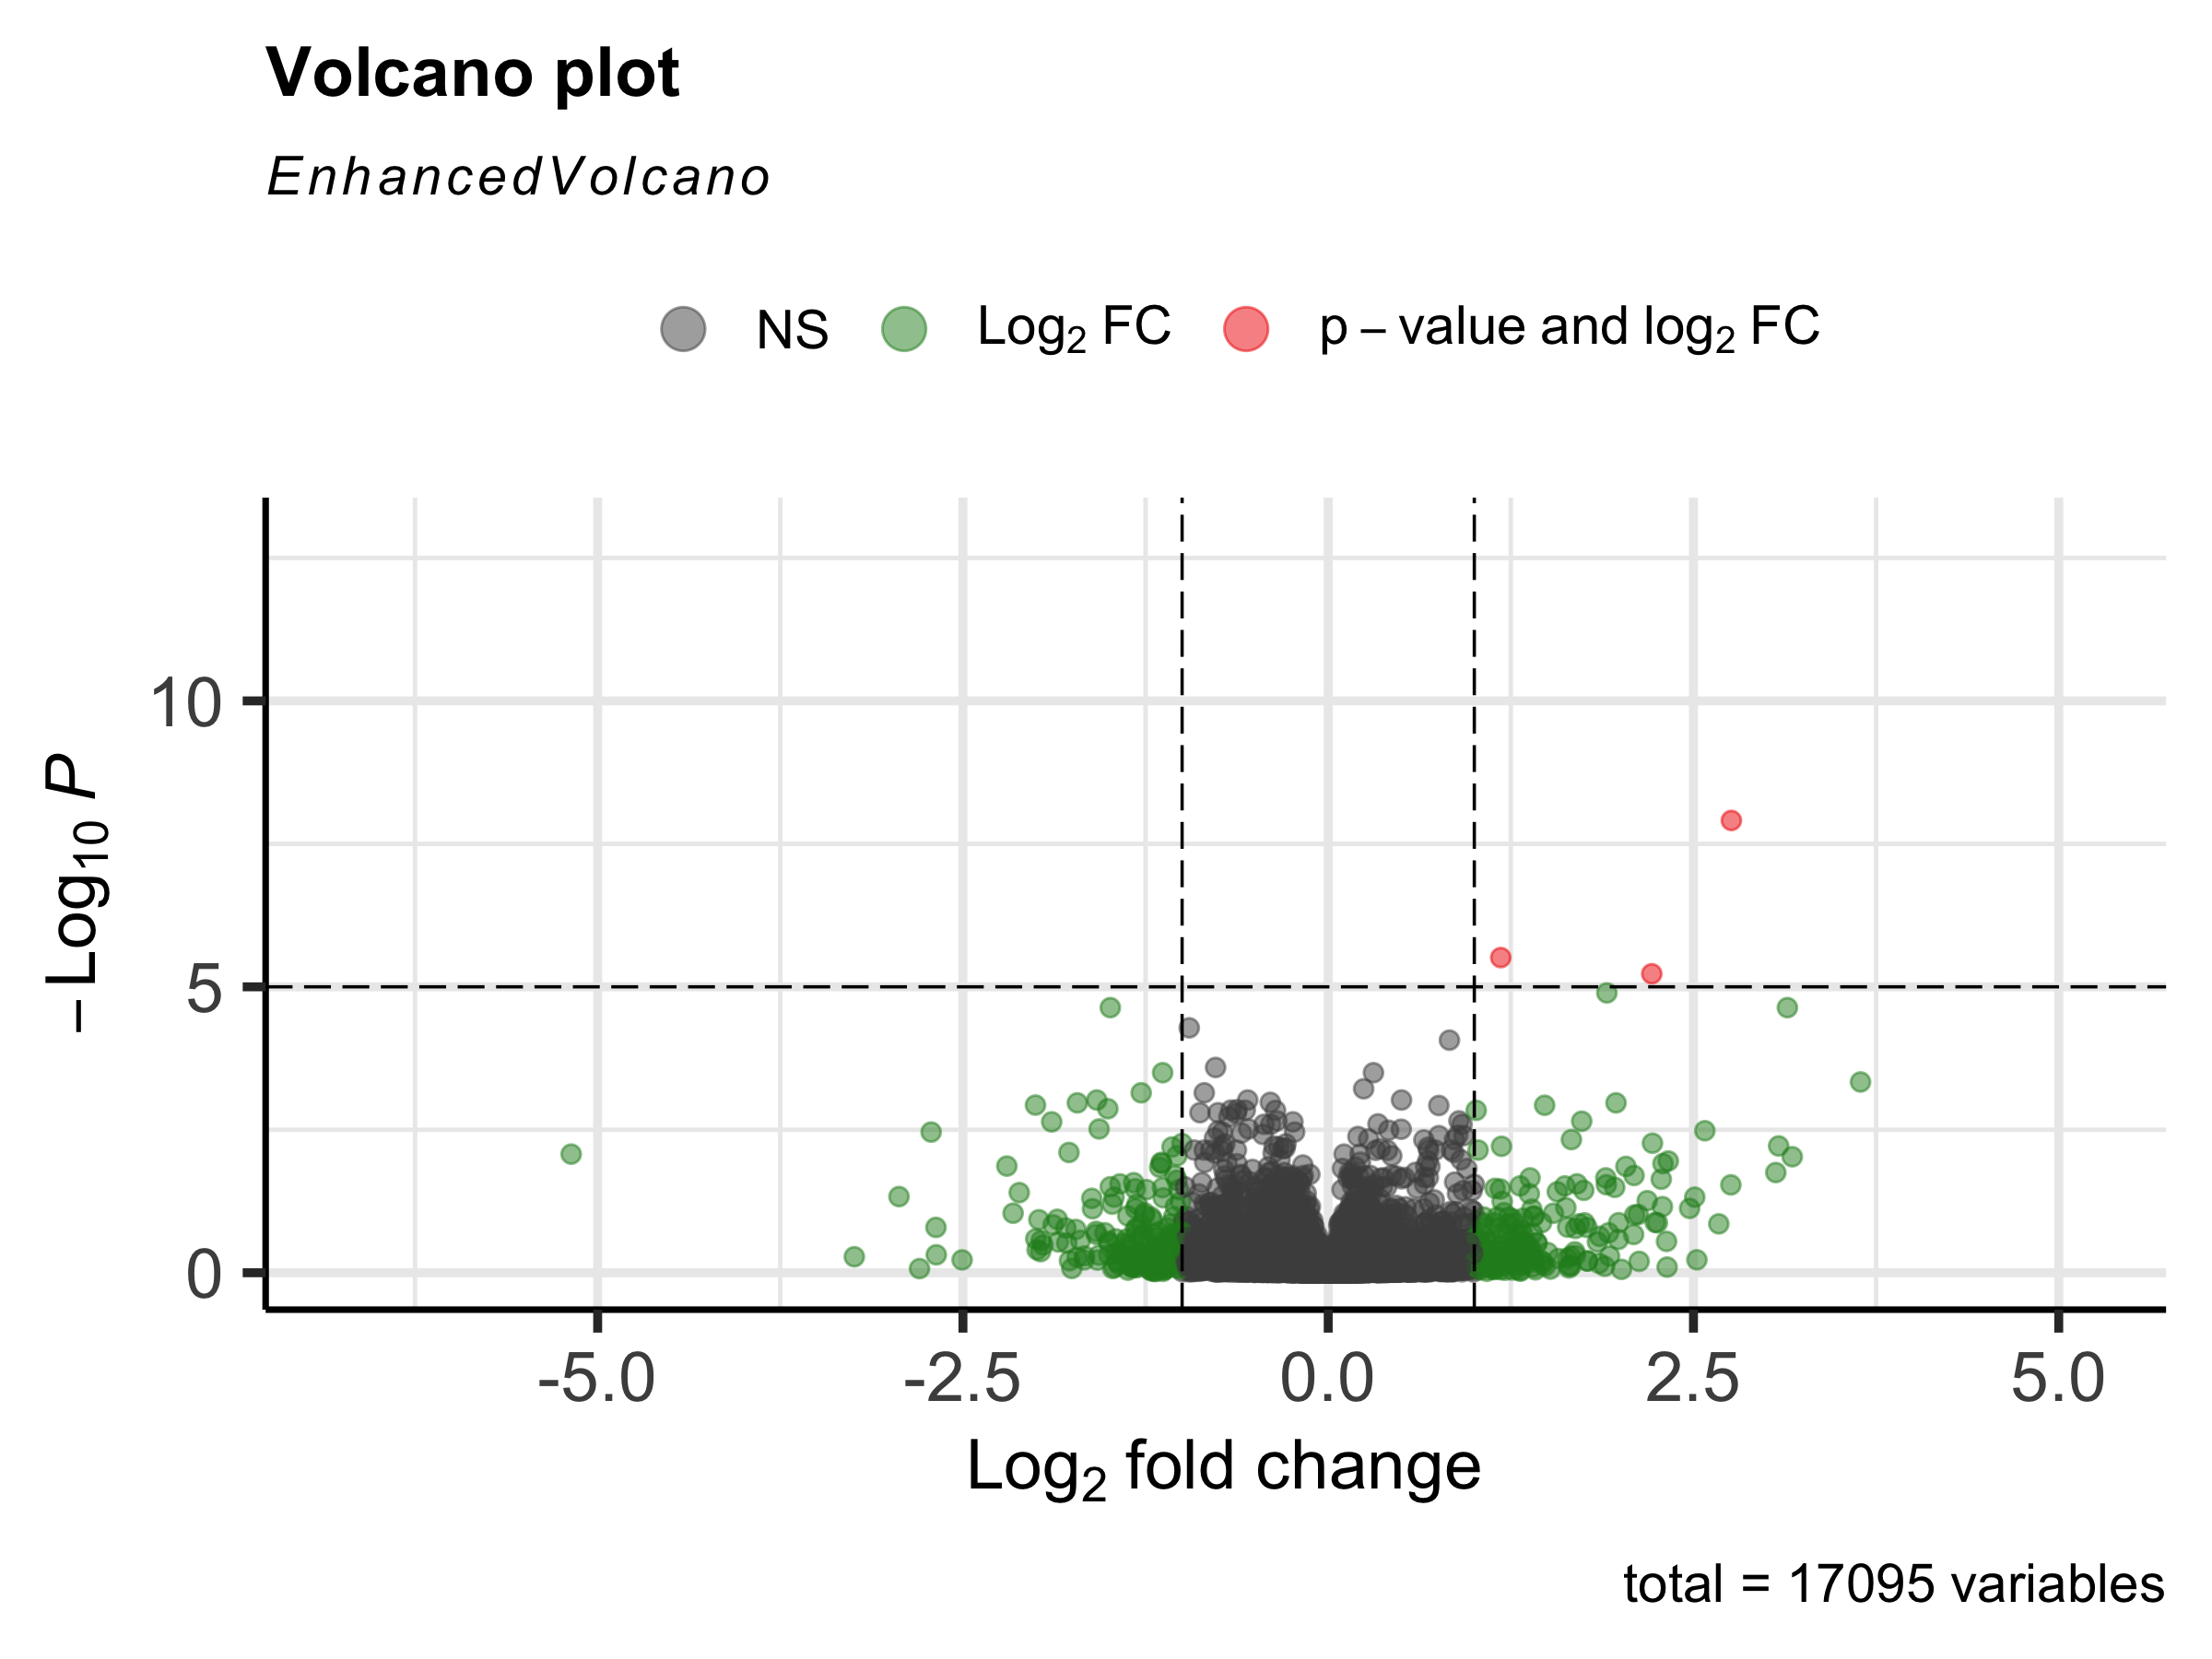 Volcano plot
EnhancedVolcano
NS Log₂ FC p – value and log₂ FC
– Log₁₀ P
10
5
0
-5.0 -2.5 0.0 2.5 5.0
Log₂ fold change
total = 17095 variables